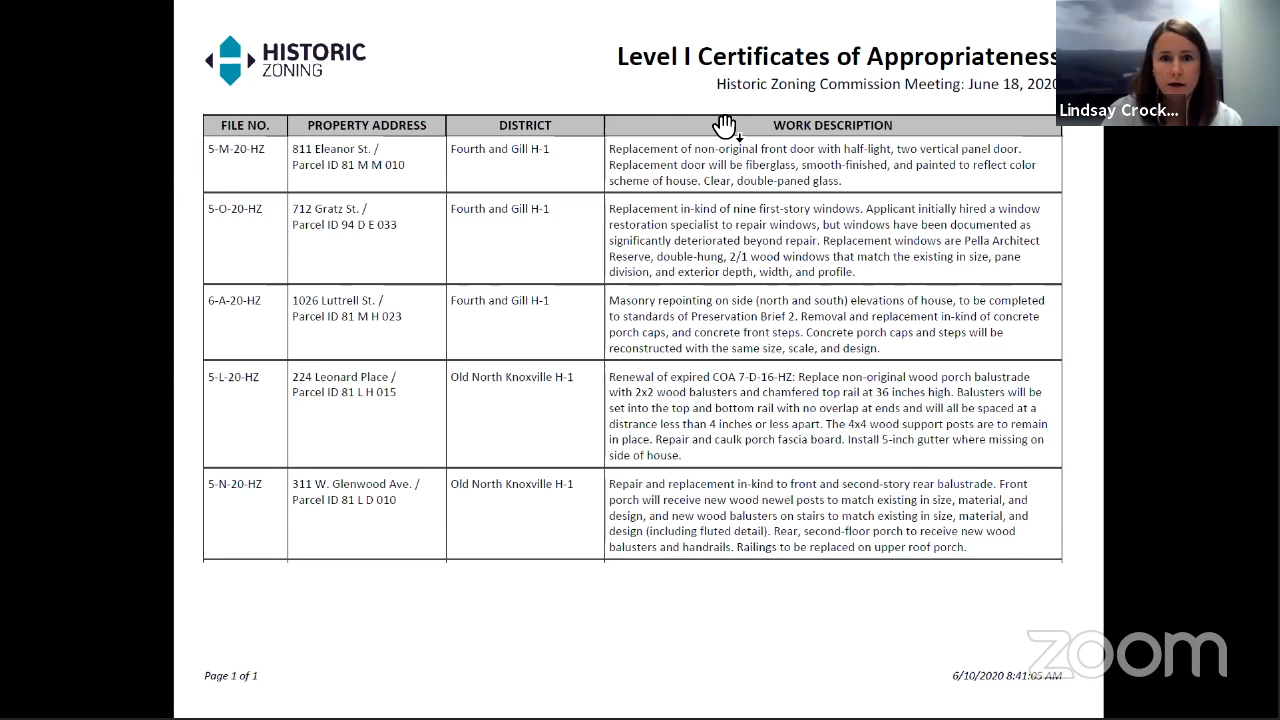 HISTORIC
ZONING
Level I Certificates of Appropriateness
Historic Zoning Commission Meeting: June 18, 2020
Lindsay Crock...
FILE NO. PROPERTY ADDRESS DISTRICT WORK DESCRIPTION
5-M-20-HZ
811 Eleanor St. /
Parcel ID 81 M M 010
Fourth and Gill H-1
Replacement of non-original front door with half-light, two vertical panel door.
Replacement door will be fiberglass, smooth-finished, and painted to reflect color
scheme of house. Clear, double-paned glass.
5-O-20-HZ
712 Gratz St. /
Parcel ID 94 D E 033
Fourth and Gill H-1
Replacement in-kind of nine first-story windows. Applicant initially hired a window
restoration specialist to repair windows, but windows have been documented as
significantly deteriorated beyond repair. Replacement windows are Pella Architect
Reserve, double-hung, 2/1 wood windows that match the existing in size, pane
division, and exterior depth, width, and profile.
6-A-20-HZ
1026 Luttrell St. /
Parcel ID 81 M H 023
Fourth and Gill H-1
Masonry repointing on side (north and south) elevations of house, to be completed
to standards of Preservation Brief 2. Removal and replacement in-kind of concrete
porch caps, and concrete front steps. Concrete porch caps and steps will be
reconstructed with the same size, scale, and design.
5-L-20-HZ
224 Leonard Place /
Parcel ID 81 L H 015
Old North Knoxville H-1
Renewal of expired COA 7-D-16-HZ: Replace non-original wood porch balustrade
with 2x2 wood balusters and chamfered top rail at 36 inches high. Balusters will be
set into the top and bottom rail with no overlap at ends and will all be spaced at a
distance less than 4 inches or less apart. The 4x4 wood support posts are to remain
in place. Repair and caulk porch fascia board. Install 5-inch gutter where missing on
side of house.
5-N-20-HZ
311 W. Glenwood Ave. /
Parcel ID 81 L D 010
Old North Knoxville H-1
Repair and replacement in-kind to front and second-story rear balustrade. Front
porch will receive new wood newel posts to match existing in size, material, and
design, and new wood balusters on stairs to match existing in size, material, and
design (including fluted detail). Rear, second-floor porch to receive new wood
balusters and handrails. Railings to be replaced on upper roof porch.
zoom
Page 1 of 1
6/10/2020 8:41:05 AM